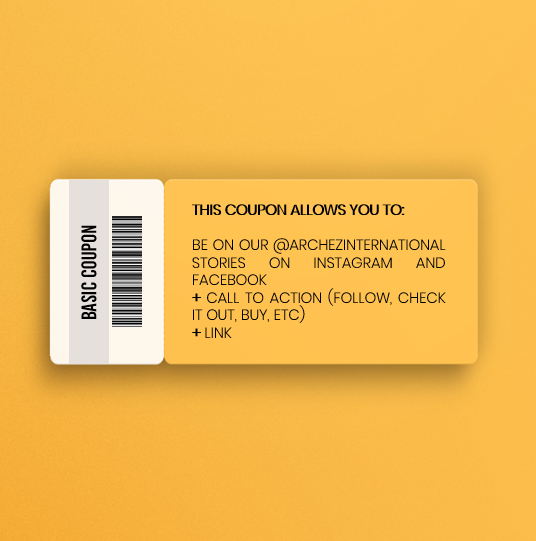 BASIC COUPON
THIS COUPON ALLOWS YOU TO:
BE ON OUR @ARCHEZINTERNATIONAL
STORIES ON INSTAGRAM AND
FACEBOOK
+ CALL TO ACTION (FOLLOW, CHECK
IT OUT, BUY, ETC)
+ LINK